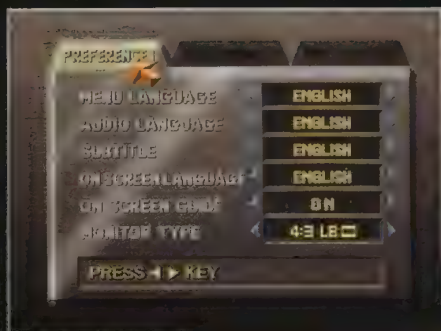 PREFERENCE1
MENU LANGUAGE ENGLISH
AUDIO LANGUAGE ENGLISH
SUBTITLE ENGLISH
ON SCREEN LANGUAGE ENGLISH
ON SCREEN GUIDE ON
MONITOR TYPE 4:3 LB
PRESS ◀ ▶ KEY